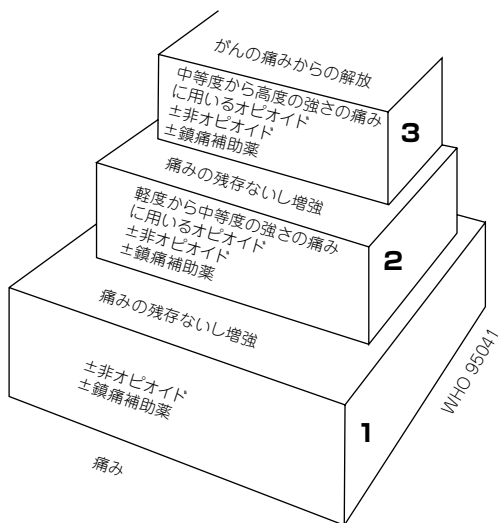 がんの痛みからの解放
中等度から高度の強さの痛み
に用いるオピオイド
±非オピオイド
±鎮痛補助薬
3
痛みの残存ないし増強
軽度から中等度の強さの痛み
に用いるオピオイド
±非オピオイド
±鎮痛補助薬
2
痛みの残存ないし増強
±非オピオイド
±鎮痛補助薬
1
痛み
WHO 95041